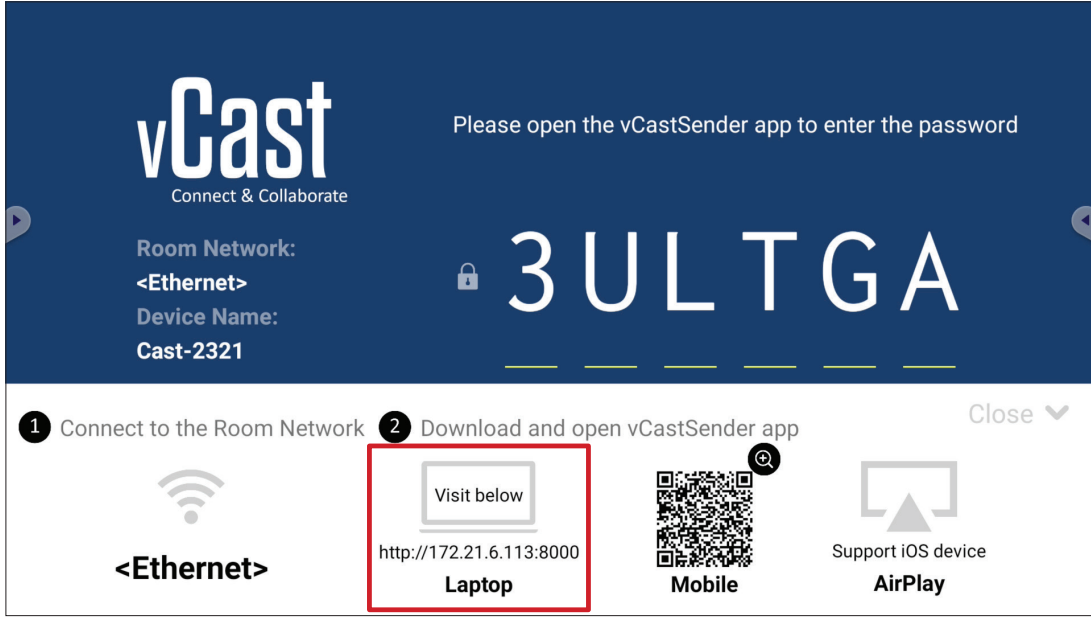 vCast
Connect & Collaborate
Please open the vCastSender app to enter the password
Room Network:
<Ethernet>
Device Name:
Cast-2321
3ULTGA
1 Connect to the Room Network
2 Download and open vCastSender app
Close
<Ethernet>
Visit below
http://172.21.6.113:8000
Laptop
Mobile
Support iOS device
AirPlay